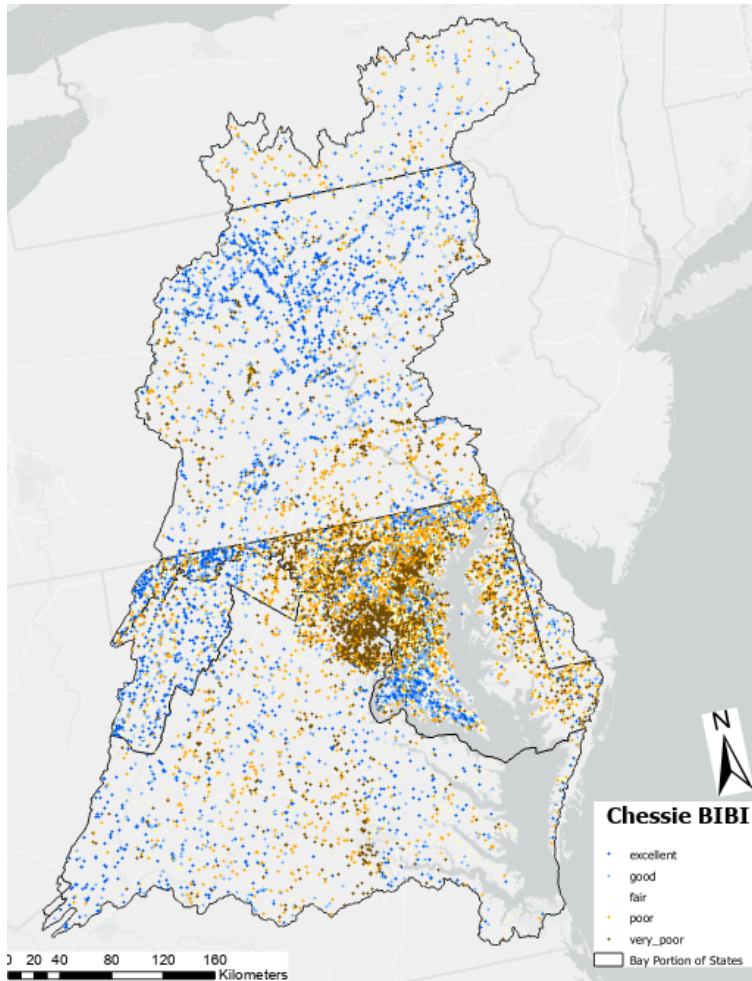 N
Chessie BIBI
excellent
good
fair
poor
very_poor
Bay Portion of States
0 20 40 80 120 160
Kilometers